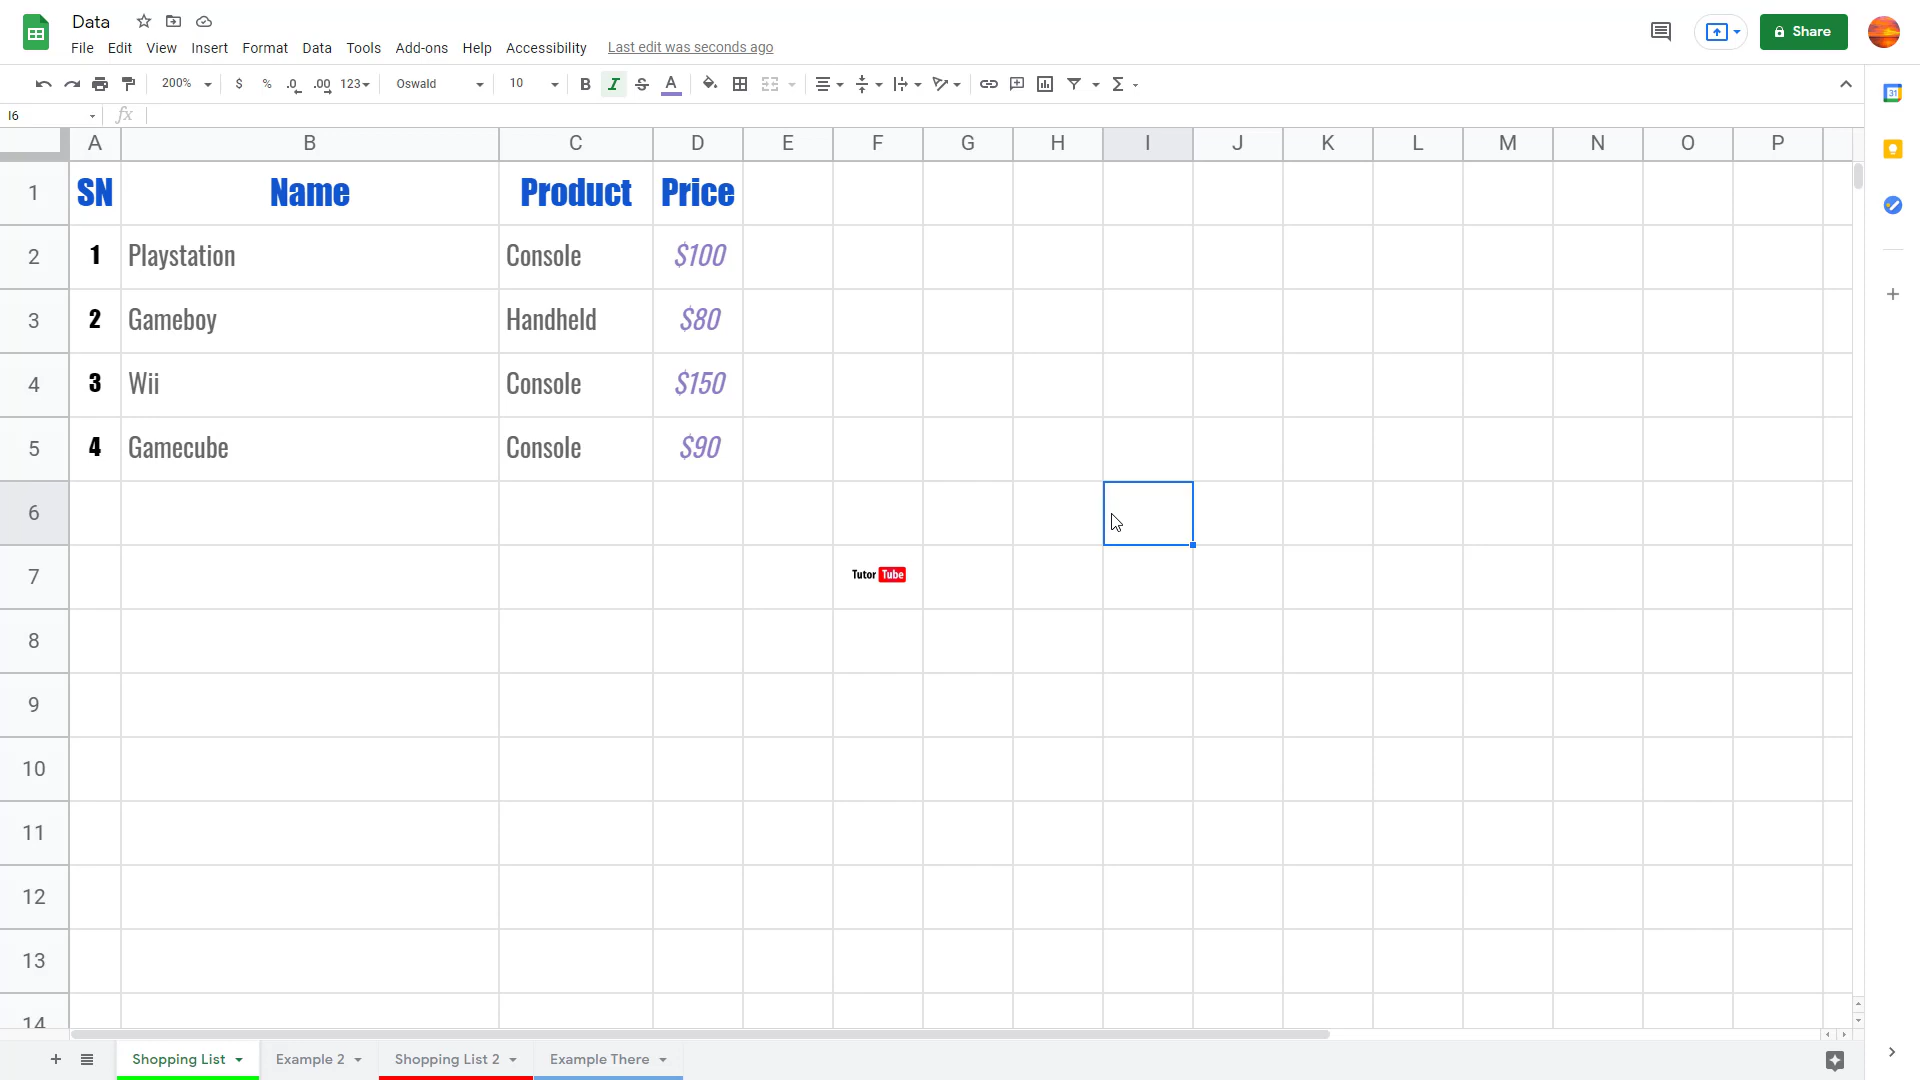 Data
File Edit View Insert Format Data Tools Add-ons Help Accessibility Last edit was seconds ago
Share
200% $ % .0 .00 123 Oswald 10 B I S A Σ
31
I6 fx
A B C D E F G H I J K L M N O P
1 SN Name Product Price
2 1 Playstation Console $100
3 2 Gameboy Handheld $80
4 3 Wii Console $150
5 4 Gamecube Console $90
6
7 Tutor Tube
8
9
10
11
12
13
14
+ Shopping List Example 2 Shopping List 2 Example There